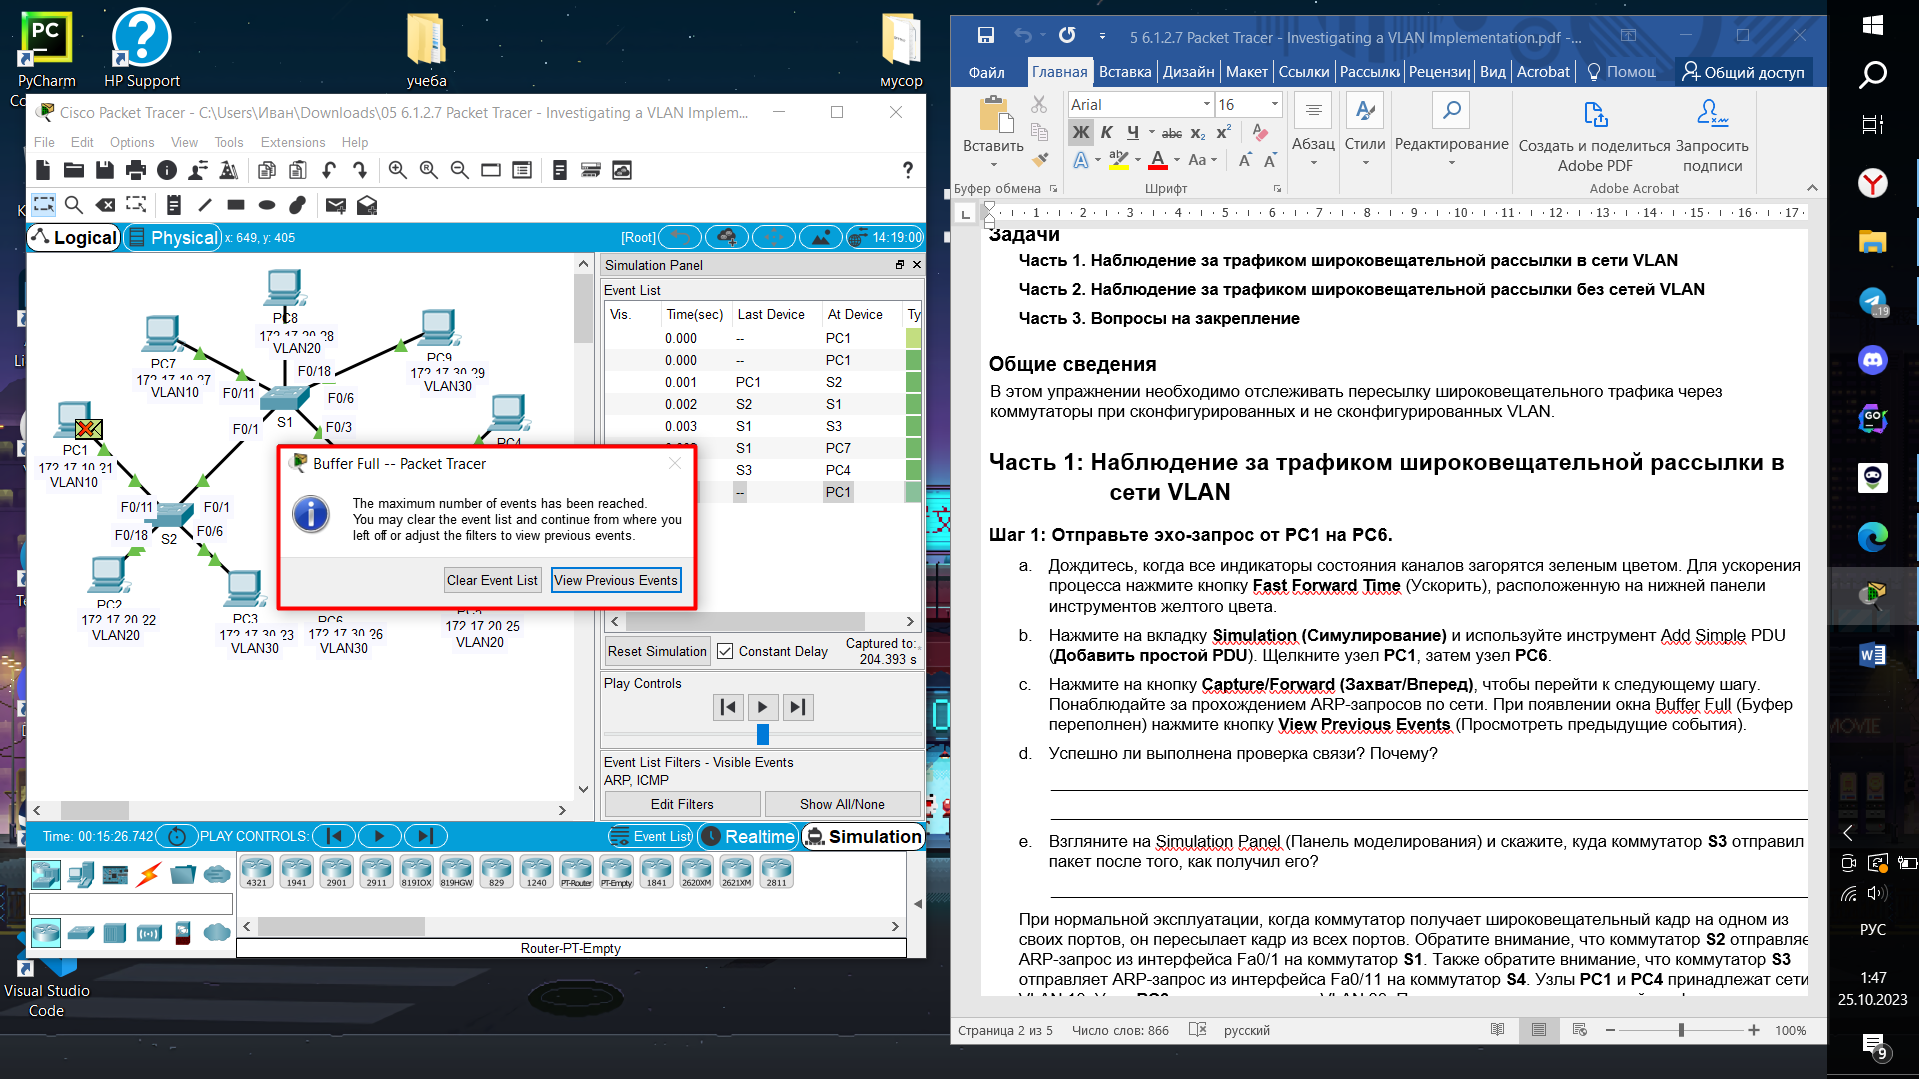 PyCharm
HP Support
учеба
мусор
Cisco Packet Tracer - C:\Users\Иван\Downloads\05 6.1.2.7 Packet Tracer - Investigating a VLAN Implem...
File Edit Options View Tools Extensions Help
Logical Physical x: 649, y: 405 [Root] 14:19:00
PC8
172.17.20.28
VLAN20
PC7
172.17.10.27
VLAN10
PC9
172.17.30.29
VLAN30
F0/18
F0/11
F0/6
S1
F0/1
F0/3
PC4
PC1
172.17.10.21
VLAN10
F0/11
F0/1
F0/18
S2
F0/6
PC2
172.17.20.22
VLAN20
PC3
172.17.30.23
VLAN30
PC6
172.17.30.26
VLAN30
172.17.20.25
VLAN20
Simulation Panel
Event List
Vis. Time(sec) Last Device At Device Ty
0.000 -- PC1
0.000 -- PC1
0.001 PC1 S2
0.002 S2 S1
0.003 S1 S3
S1 PC7
S3 PC4
-- PC1
Buffer Full -- Packet Tracer
The maximum number of events has been reached.
You may clear the event list and continue from where you
left off or adjust the filters to view previous events.
Clear Event List View Previous Events
Reset Simulation Constant Delay Captured to:
204.393 s
Play Controls
Event List Filters - Visible Events
ARP, ICMP
Edit Filters Show All/None
Time: 00:15:26.742 PLAY CONTROLS: Event List Realtime Simulation
4321 1941 2901 2911 819IOX 819HGW 829 1240 PT-Router PT-Empty 1841 2620XM 2621XM 2811
Router-PT-Empty
Visual Studio
Code
5 6.1.2.7 Packet Tracer - Investigating a VLAN Implementation.pdf -...
Файл Главная Вставка Дизайн Макет Ссылки Рассылки Рецензи Вид Acrobat Помощ Общий доступ
Arial 16
Вставить
Ж К Ч abc x₂ x²
Абзац Стили Редактирование
Создать и поделиться
Adobe PDF
Запросить
подписи
Буфер обмена Шрифт Adobe Acrobat
1 2 3 4 5 6 7 8 9 10 11 12 13 14 15 16 17
Задачи
Часть 1. Наблюдение за трафиком широковещательной рассылки в сети VLAN
Часть 2. Наблюдение за трафиком широковещательной рассылки без сетей VLAN
Часть 3. Вопросы на закрепление
Общие сведения
В этом упражнении необходимо отслеживать пересылку широковещательного трафика через
коммутаторы при сконфигурированных и не сконфигурированных VLAN.
Часть 1: Наблюдение за трафиком широковещательной рассылки в
сети VLAN
Шаг 1: Отправьте эхо-запрос от PC1 на PC6.
a. Дождитесь, когда все индикаторы состояния каналов загорятся зеленым цветом. Для ускорения
процесса нажмите кнопку Fast Forward Time (Ускорить), расположенную на нижней панели
инструментов желтого цвета.
b. Нажмите на вкладку Simulation (Симулирование) и используйте инструмент Add Simple PDU
(Добавить простой PDU). Щелкните узел PC1, затем узел PC6.
c. Нажмите на кнопку Capture/Forward (Захват/Вперед), чтобы перейти к следующему шагу.
Понаблюдайте за прохождением ARP-запросов по сети. При появлении окна Buffer Full (Буфер
переполнен) нажмите кнопку View Previous Events (Просмотреть предыдущие события).
d. Успешно ли выполнена проверка связи? Почему?
e. Взгляните на Simulation Panel (Панель моделирования) и скажите, куда коммутатор S3 отправил
пакет после того, как получил его?
При нормальной эксплуатации, когда коммутатор получает широковещательный кадр на одном из
своих портов, он пересылает кадр из всех портов. Обратите внимание, что коммутатор S2 отправляе
ARP-запрос из интерфейса Fa0/1 на коммутатор S1. Также обратите внимание, что коммутатор S3
отправляет ARP-запрос из интерфейса Fa0/11 на коммутатор S4. Узлы PC1 и PC4 принадлежат сети
Страница 2 из 5 Число слов: 866 русский 100%
19
РУС
1:47
25.10.2023
9